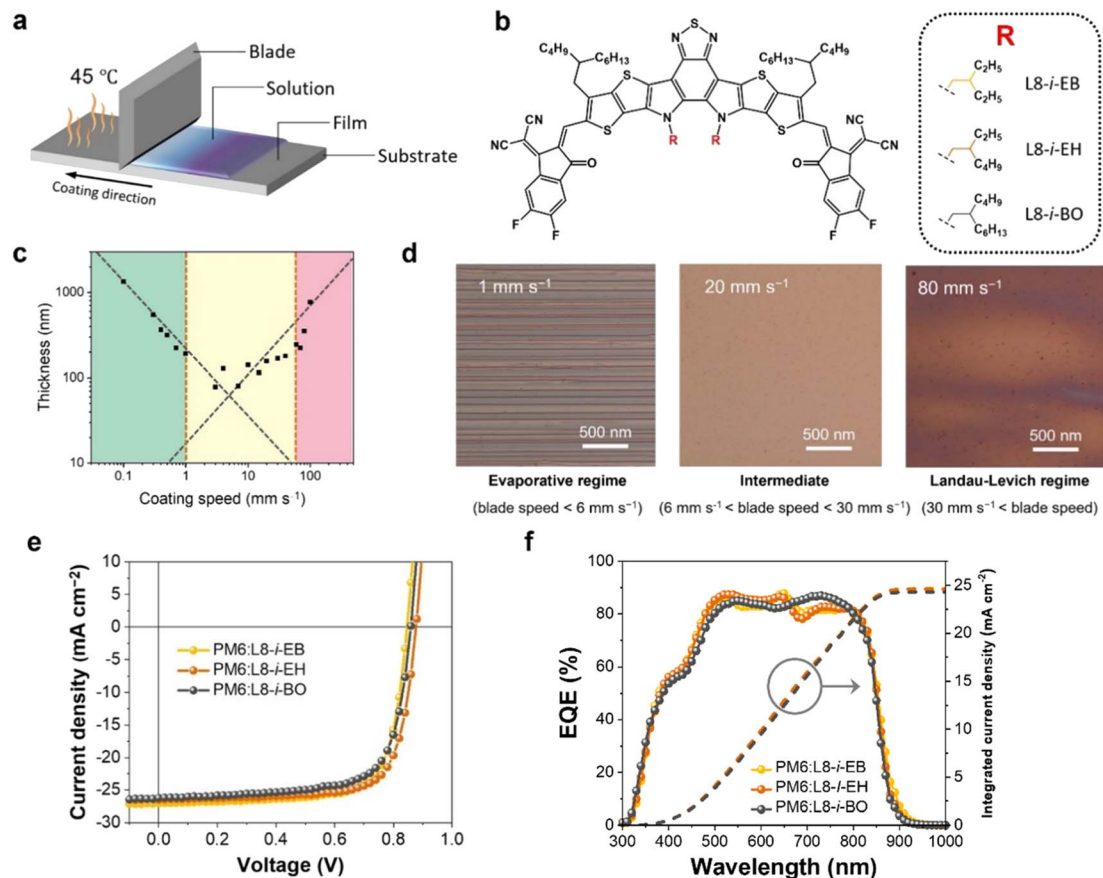 a
Blade
45 °C
Solution
Film
Substrate
Coating direction
b
C4H9
C6H13
S
N N
C4H9
C6H13
S S
S S
N N
R R
CN
CN
O
F F
CN
CN
O
F F
R
C2H5
C2H5
L8-i-EB
C2H5
C4H9
L8-i-EH
C4H9
C6H13
L8-i-BO
c
Thickness (nm)
1000
100
10
0.1 1 10 100
Coating speed (mm s⁻¹)
d
1 mm s⁻¹
500 nm
Evaporative regime
(blade speed < 6 mm s⁻¹)
20 mm s⁻¹
500 nm
Intermediate
(6 mm s⁻¹ < blade speed < 30 mm s⁻¹)
80 mm s⁻¹
500 nm
Landau-Levich regime
(30 mm s⁻¹ < blade speed)
e
Current density (mA cm⁻²)
10
5
0
-5
-10
-15
-20
-25
-30
PM6:L8-i-EB
PM6:L8-i-EH
PM6:L8-i-BO
0.0 0.2 0.4 0.6 0.8 1.0
Voltage (V)
f
EQE (%)
100
80
60
40
20
0
PM6:L8-i-EB
PM6:L8-I-EH
PM6:L8-i-BO
300 400 500 600 700 800 900 1000
Wavelength (nm)
25
20
15
10
5
0
Integrated current density (mA cm⁻²)